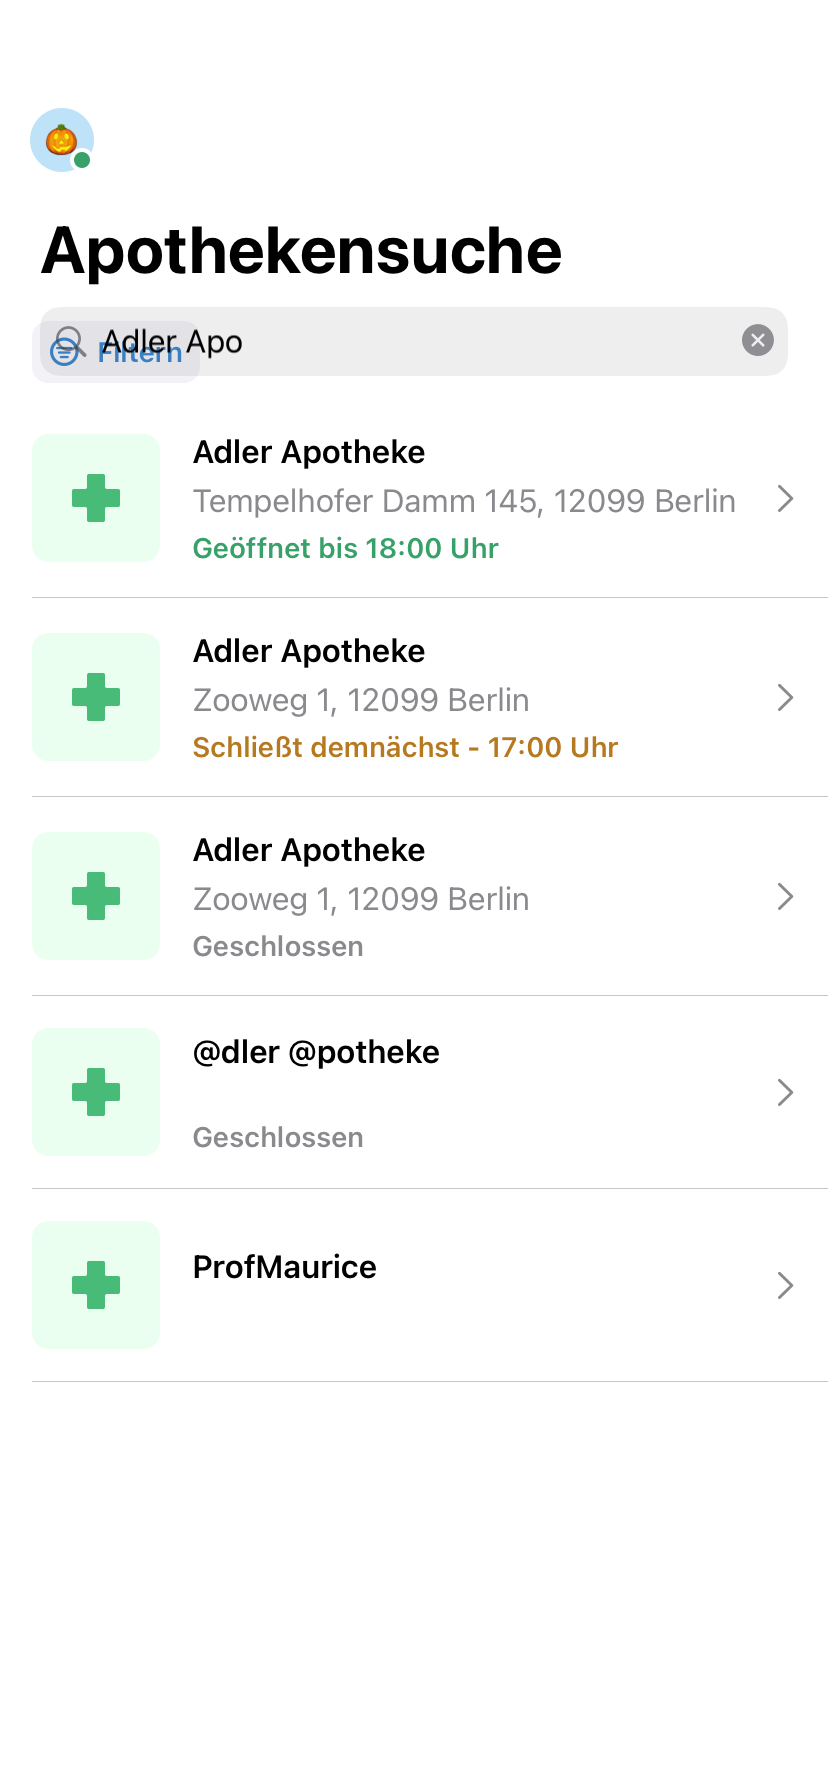 Apothekensuche
Adler Apo
Filtern
Adler Apotheke
Tempelhofer Damm 145, 12099 Berlin
Geöffnet bis 18:00 Uhr
Adler Apotheke
Zooweg 1, 12099 Berlin
Schließt demnächst - 17:00 Uhr
Adler Apotheke
Zooweg 1, 12099 Berlin
Geschlossen
@dler @potheke
Geschlossen
ProfMaurice